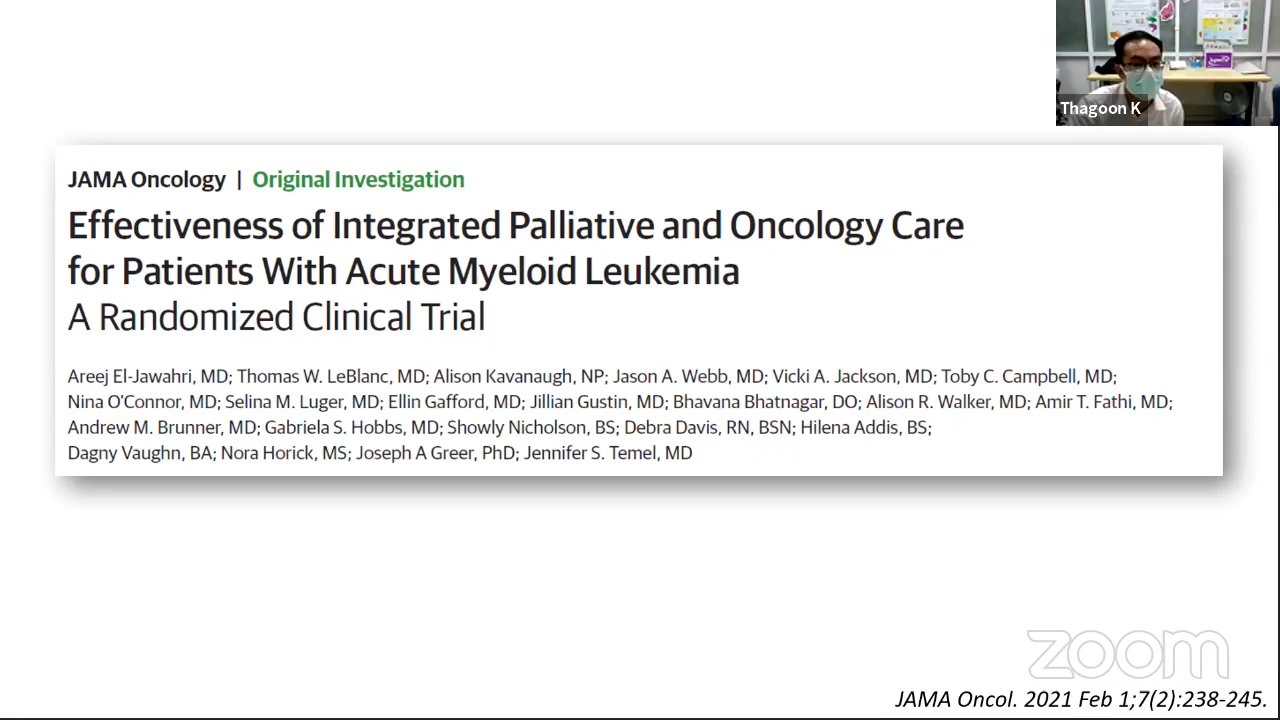 Thagoon K
JAMA Oncology | Original Investigation
Effectiveness of Integrated Palliative and Oncology Care
for Patients With Acute Myeloid Leukemia
A Randomized Clinical Trial
Areej El-Jawahri, MD; Thomas W. LeBlanc, MD; Alison Kavanaugh, NP; Jason A. Webb, MD; Vicki A. Jackson, MD; Toby C. Campbell, MD;
Nina O'Connor, MD; Selina M. Luger, MD; Ellin Gafford, MD; Jillian Gustin, MD; Bhavana Bhatnagar, DO; Alison R. Walker, MD; Amir T. Fathi, MD;
Andrew M. Brunner, MD; Gabriela S. Hobbs, MD; Showly Nicholson, BS; Debra Davis, RN, BSN; Hilena Addis, BS;
Dagny Vaughn, BA; Nora Horick, MS; Joseph A Greer, PhD; Jennifer S. Temel, MD
zoom
JAMA Oncol. 2021 Feb 1;7(2):238-245.